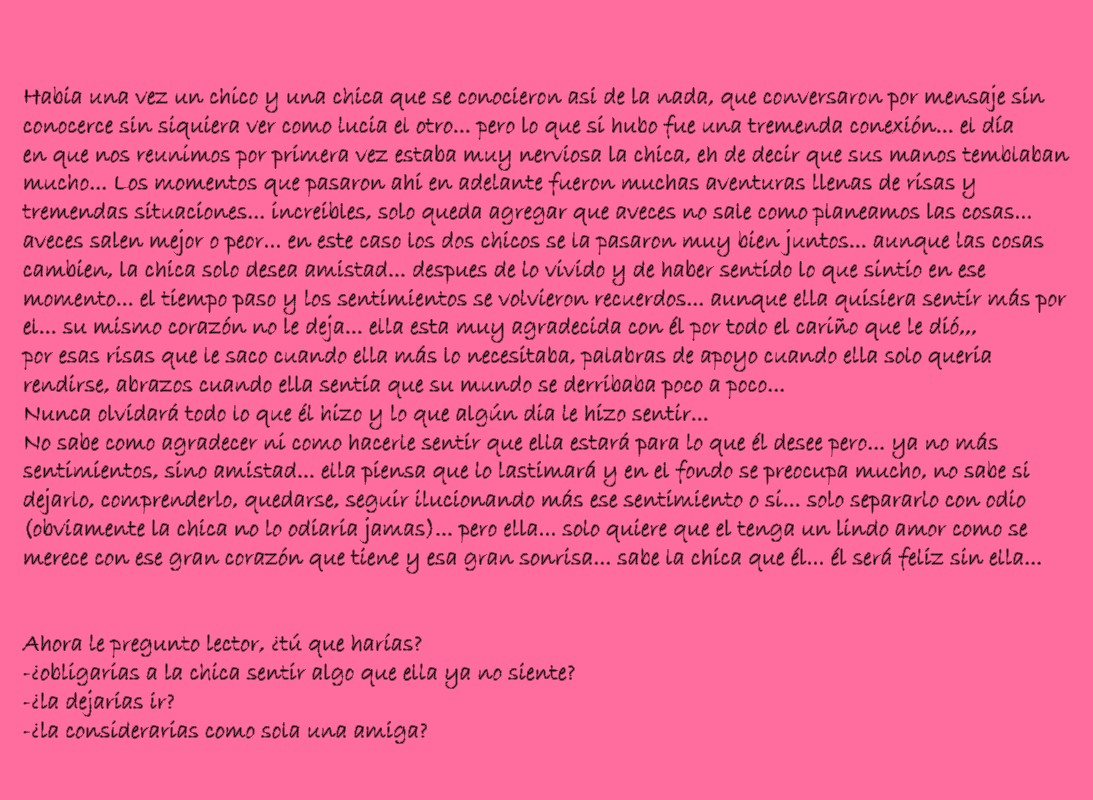 Había una vez un chico y una chica que se conocieron así de la nada, que conversaron por mensaje sin
conocerce sin siquiera ver como lucia el otro... pero lo que sí hubo fue una tremenda conexión... el día
en que nos reunimos por primera vez estaba muy nerviosa la chica, eh de decir que sus manos temblaban
mucho... Los momentos que pasaron ahí en adelante fueron muchas aventuras llenas de risas y
tremendas situaciones... increíbles, solo queda agregar que aveces no sale como planeamos las cosas...
aveces salen mejor o peor... en este caso los dos chicos se la pasaron muy bien juntos... aunque las cosas
cambien, la chica solo desea amistad... despues de lo vivido y de haber sentido lo que sintio en ese
momento... el tiempo paso y los sentimientos se volvieron recuerdos... aunque ella quisiera sentir más por
el... su mismo corazón no le deja... ella esta muy agradecida con él por todo el cariño que le dió,,,
por esas risas que le saco cuando ella más lo necesitaba, palabras de apoyo cuando ella solo quería
rendirse, abrazos cuando ella sentía que su mundo se derribaba poco a poco...
Nunca olvidará todo lo que él hizo y lo que algún dia le hizo sentir...
No sabe como agradecer ni como hacerle sentir que ella estará para lo que él desee pero... ya no más
sentimientos, sino amistad... ella piensa que lo lastimará y en el fondo se preocupa mucho, no sabe si
dejarlo, comprenderlo, quedarse, seguir ilucionando más ese sentimiento o si... solo separarlo con odio
(obviamente la chica no lo odiaría jamas)... pero ella... solo quiere que el tenga un lindo amor como se
merece con ese gran corazón que tiene y esa gran sonrisa... sabe la chica que él... él será feliz sin ella...
Ahora le pregunto lector, ¿tú que harías?
-¿obligarías a la chica sentir algo que ella ya no siente?
-¿la dejarías ir?
-¿la considerarías como sola una amiga?